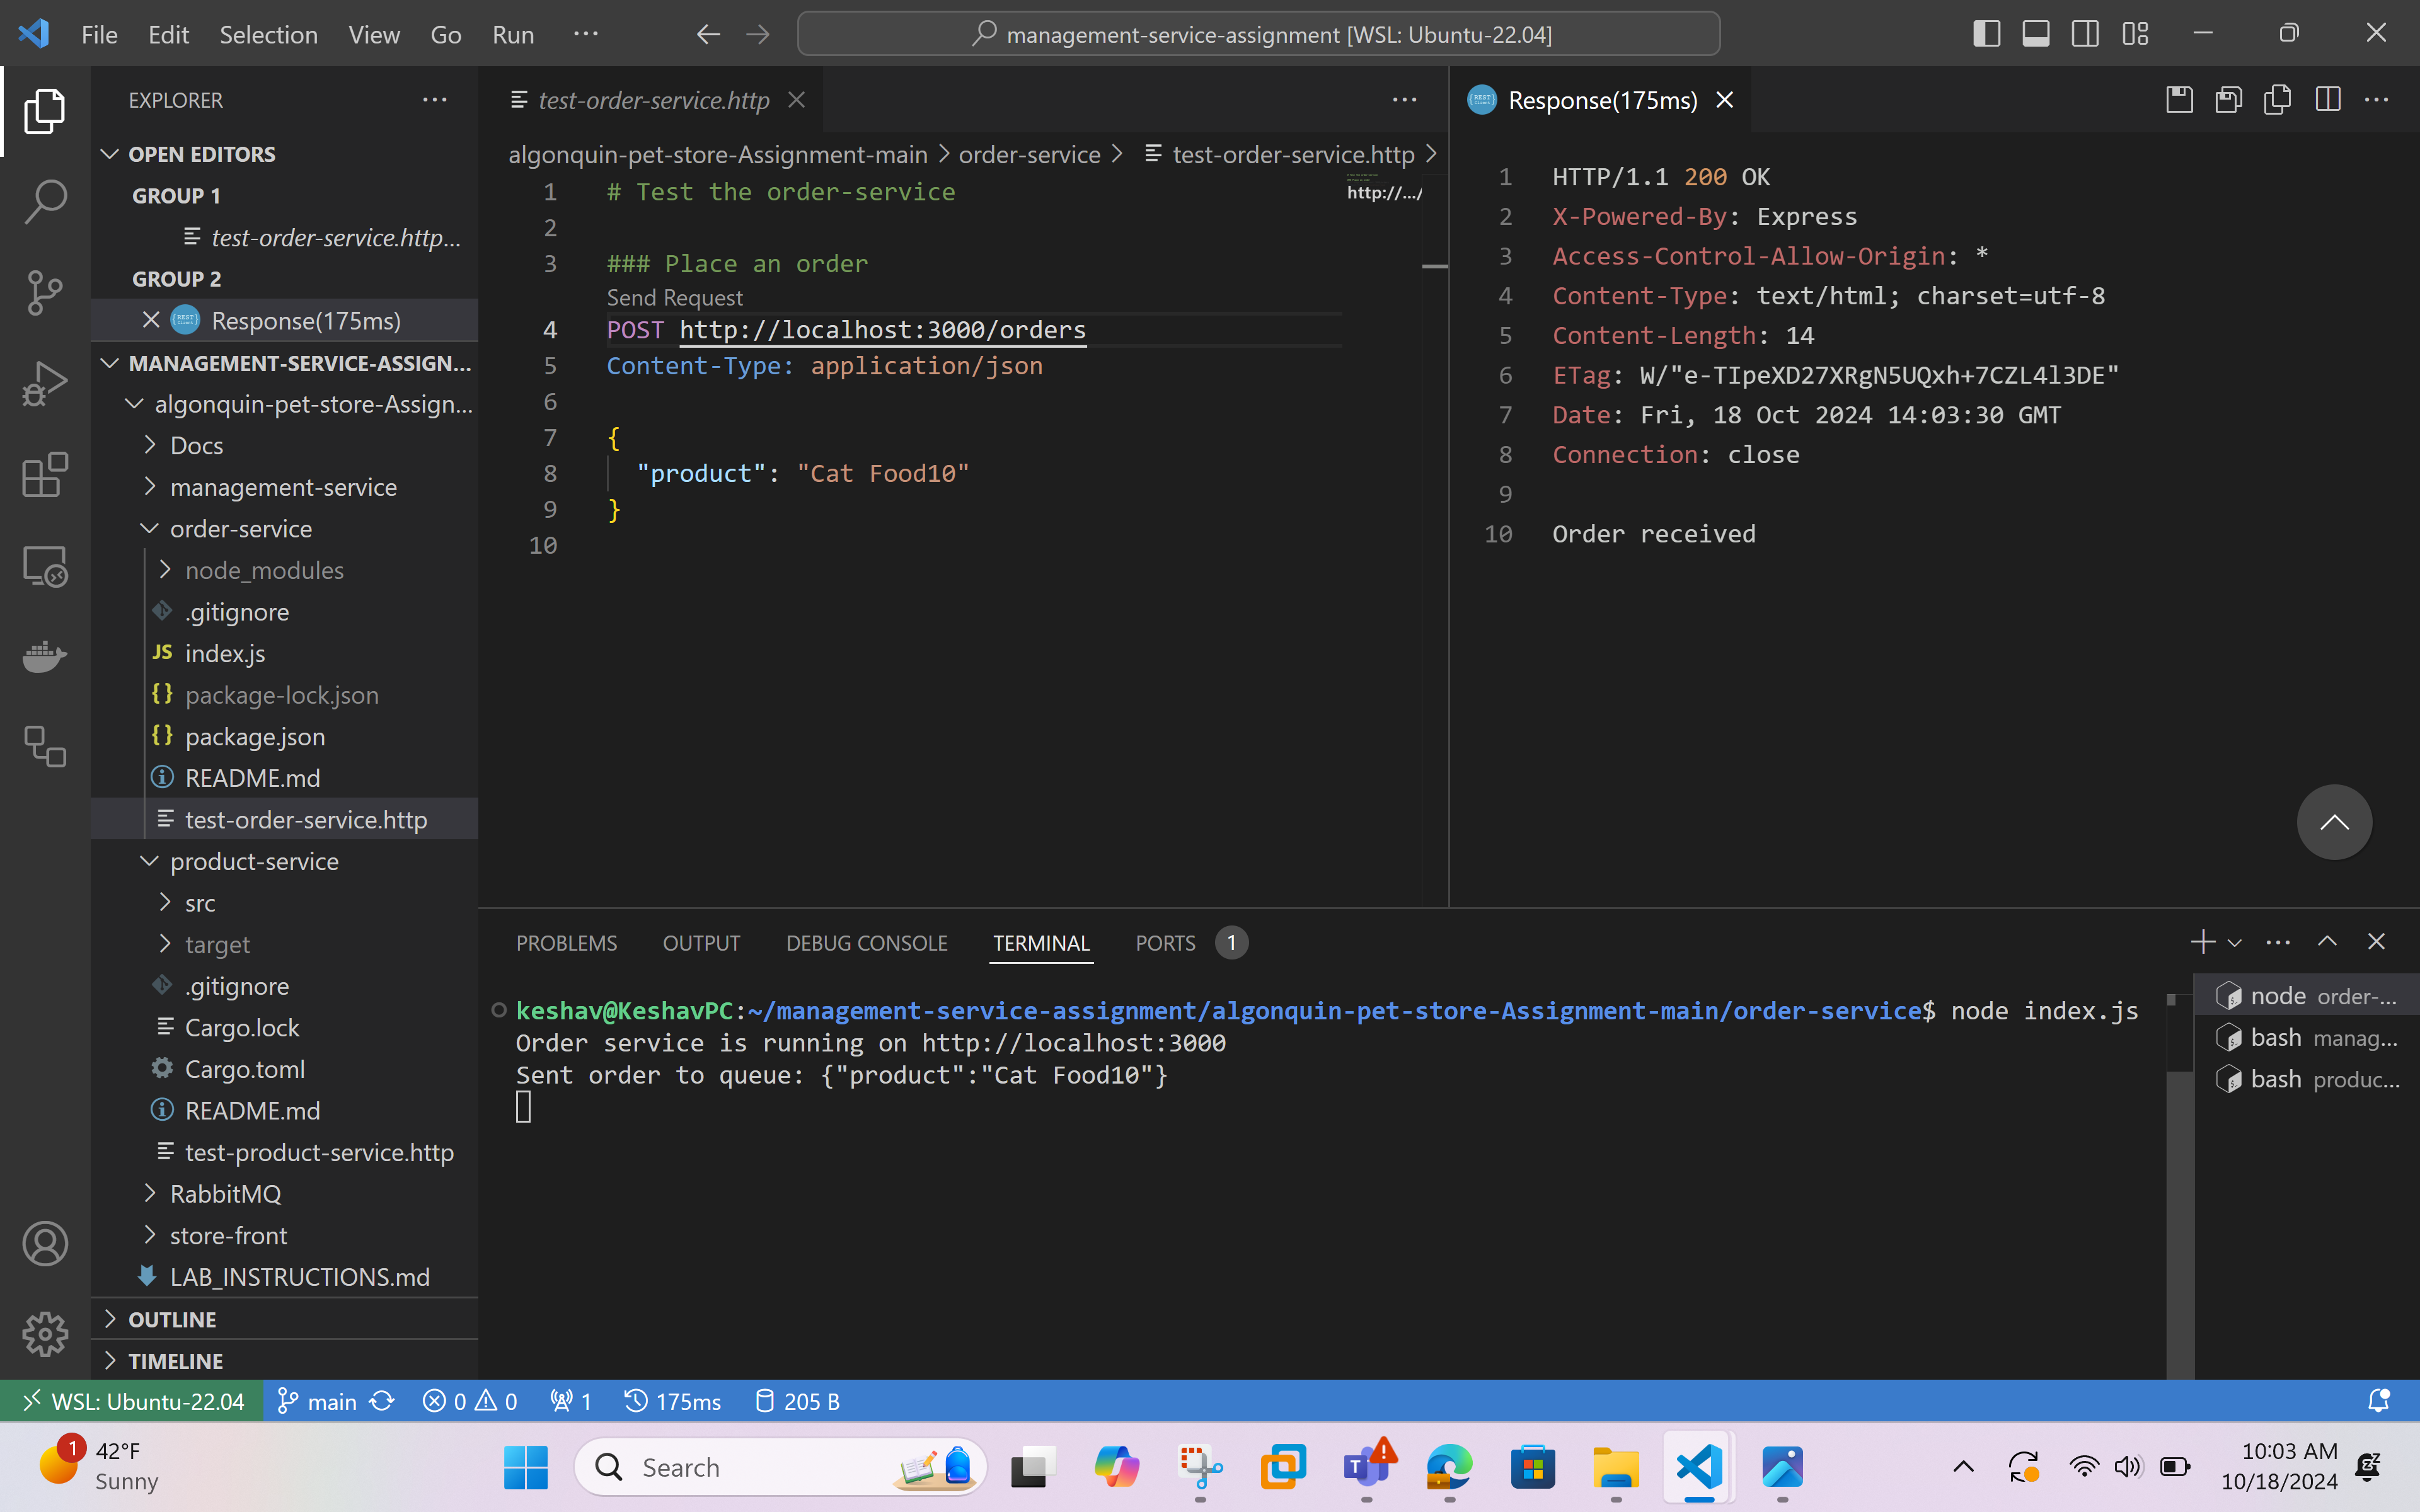 File Edit Selection View Go Run ···
management-service-assignment [WSL: Ubuntu-22.04]
EXPLORER
OPEN EDITORS
GROUP 1
test-order-service.http...
GROUP 2
Response(175ms)
MANAGEMENT-SERVICE-ASSIGN...
algonquin-pet-store-Assign...
Docs
management-service
order-service
node_modules
.gitignore
JS index.js
{} package-lock.json
{} package.json
README.md
test-order-service.http
product-service
src
target
.gitignore
Cargo.lock
Cargo.toml
README.md
test-product-service.http
RabbitMQ
store-front
LAB_INSTRUCTIONS.md
OUTLINE
TIMELINE
test-order-service.http
algonquin-pet-store-Assignment-main > order-service > test-order-service.http >
1 # Test the order-service
2
3 ### Place an order
Send Request
4 POST http://localhost:3000/orders
5 Content-Type: application/json
6
7 {
8 "product": "Cat Food10"
9 }
10
http://.../
Response(175ms)
1 HTTP/1.1 200 OK
2 X-Powered-By: Express
3 Access-Control-Allow-Origin: *
4 Content-Type: text/html; charset=utf-8
5 Content-Length: 14
6 ETag: W/"e-TIpeXD27XRgN5UQxh+7CZL4l3DE"
7 Date: Fri, 18 Oct 2024 14:03:30 GMT
8 Connection: close
9
10 Order received
PROBLEMS OUTPUT DEBUG CONSOLE TERMINAL PORTS 1
keshav@KeshavPC:~/management-service-assignment/algonquin-pet-store-Assignment-main/order-service$ node index.js
Order service is running on http://localhost:3000
Sent order to queue: {"product":"Cat Food10"}
node order-...
bash manag...
bash produc...
WSL: Ubuntu-22.04 main 0 0 1 175ms 205 B
1
42°F
Sunny
Search
10:03 AM
10/18/2024